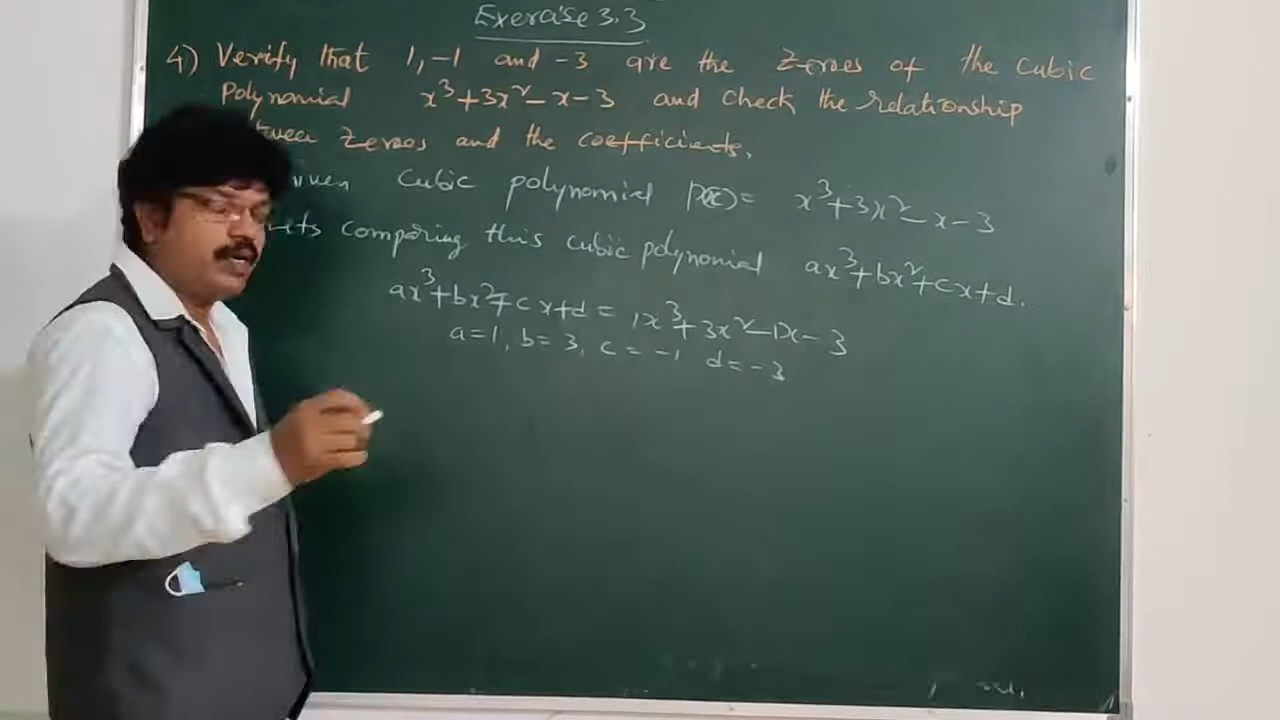 Exercise 3.3
4) Verify that 1, -1 and -3 are the zeroes of the cubic
polynomial x³+3x²-x-3 and check the relationship
zeroes and the coefficients.
cubic polynomial p(x)= x³+3x²-x-3
comparing this cubic polynomial ax³+bx²+cx+d.
ax³+bx²+cx+d = 1x³+3x²-1x-3
a=1, b=3, c=-1 d=-3